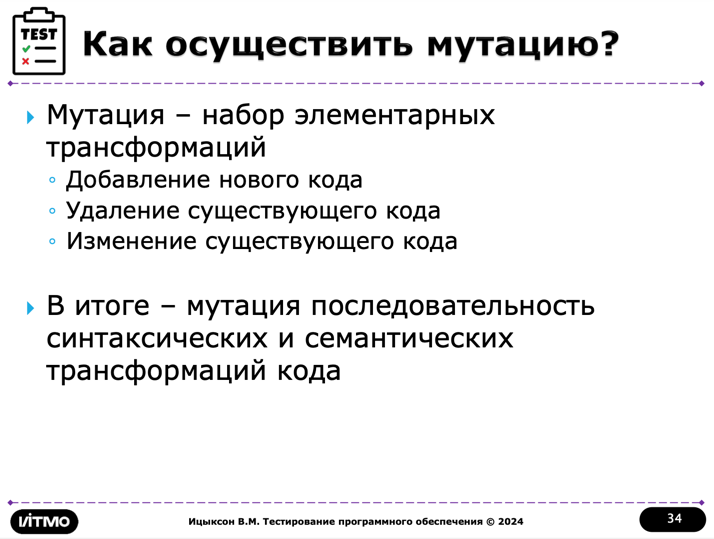 TEST
Как осуществить мутацию?
Мутация – набор элементарных
трансформаций
Добавление нового кода
Удаление существующего кода
Изменение существующего кода
В итоге – мутация последовательность
синтаксических и семантических
трансформаций кода
ИTMO
Ицыксон В.М. Тестирование программного обеспечения © 2024
34